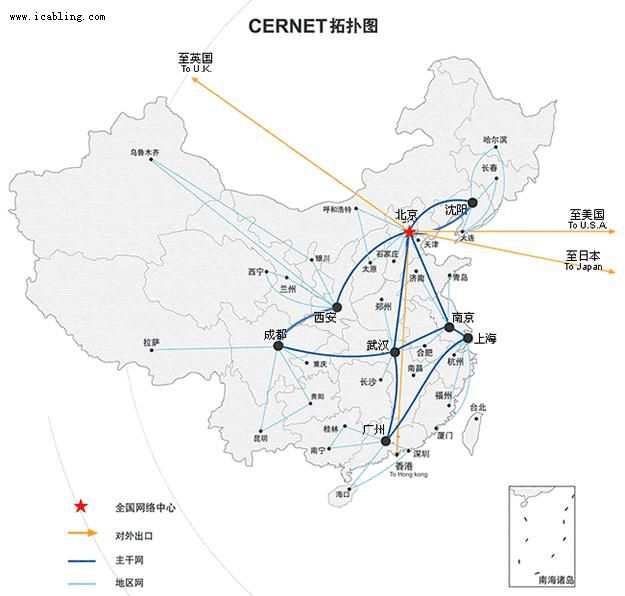 www.icabling.com
CERNET拓扑图
至英国
To U.K.
哈尔滨
乌鲁木齐
长春
呼和浩特
北京
沈阳
至美国
To U.S.A.
大连
天津
银川
石家庄
太原
至日本
To Japan
西宁
兰州
济南
青岛
郑州
西安
南京
成都
武汉
上海
拉萨
合肥
重庆
南昌
杭州
长沙
贵阳
福州
台北
桂林
广州
昆明
厦门
南宁
深圳
香港
To Hong kong
海口
全国网络中心
对外出口
主干网
地区网
南海诸岛